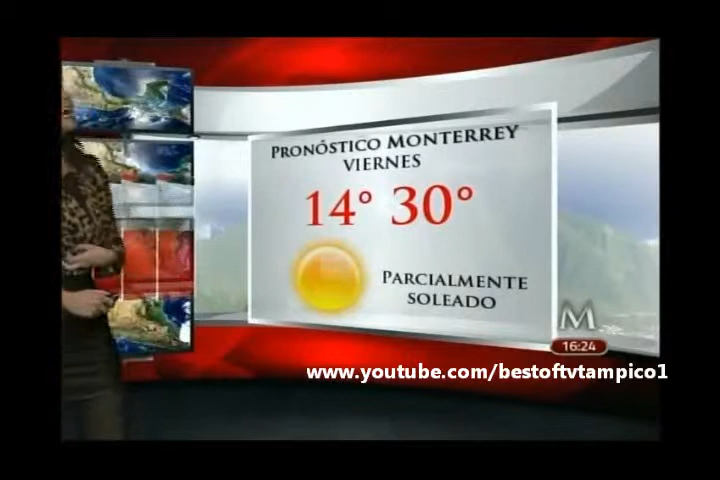 PRONÓSTICO MONTERREY
VIERNES
14° 30°
PARCIALMENTE
SOLEADO
M
16:24
www.youtube.com/bestoftvtampico1